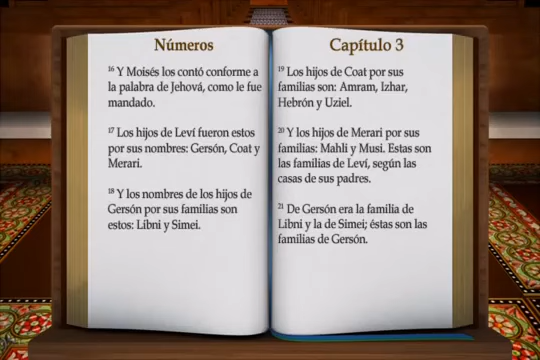 Números
16 Y Moisés los contó conforme a
la palabra de Jehová, como le fue
mandado.
17 Los hijos de Leví fueron estos
por sus nombres: Gersón, Coat y
Merari.
18 Y los nombres de los hijos de
Gersón por sus familias son
estos: Libni y Simei.
Capítulo 3
19 Los hijos de Coat por sus
familias son: Amram, Izhar,
Hebrón y Uziel.
20 Y los hijos de Merari por sus
familias: Mahli y Musi. Estas son
las familias de Leví, según las
casas de sus padres.
21 De Gersón era la familia de
Libni y la de Simei; éstas son las
familias de Gersón.